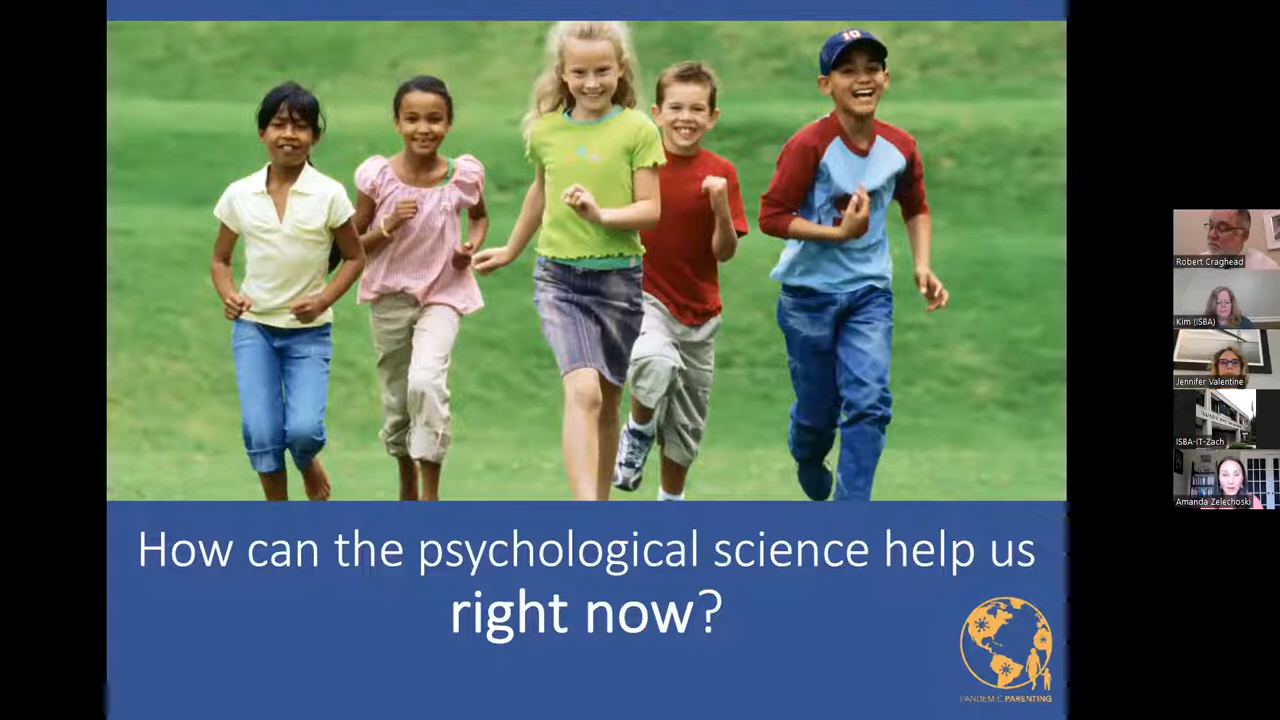 10
How can the psychological science help us
right now?
PANDEMIC PARENTING
Robert Craghead
Kim (ISBA)
Jennifer Valentine
ISBA-IT-Zach
Amanda Zelechoski